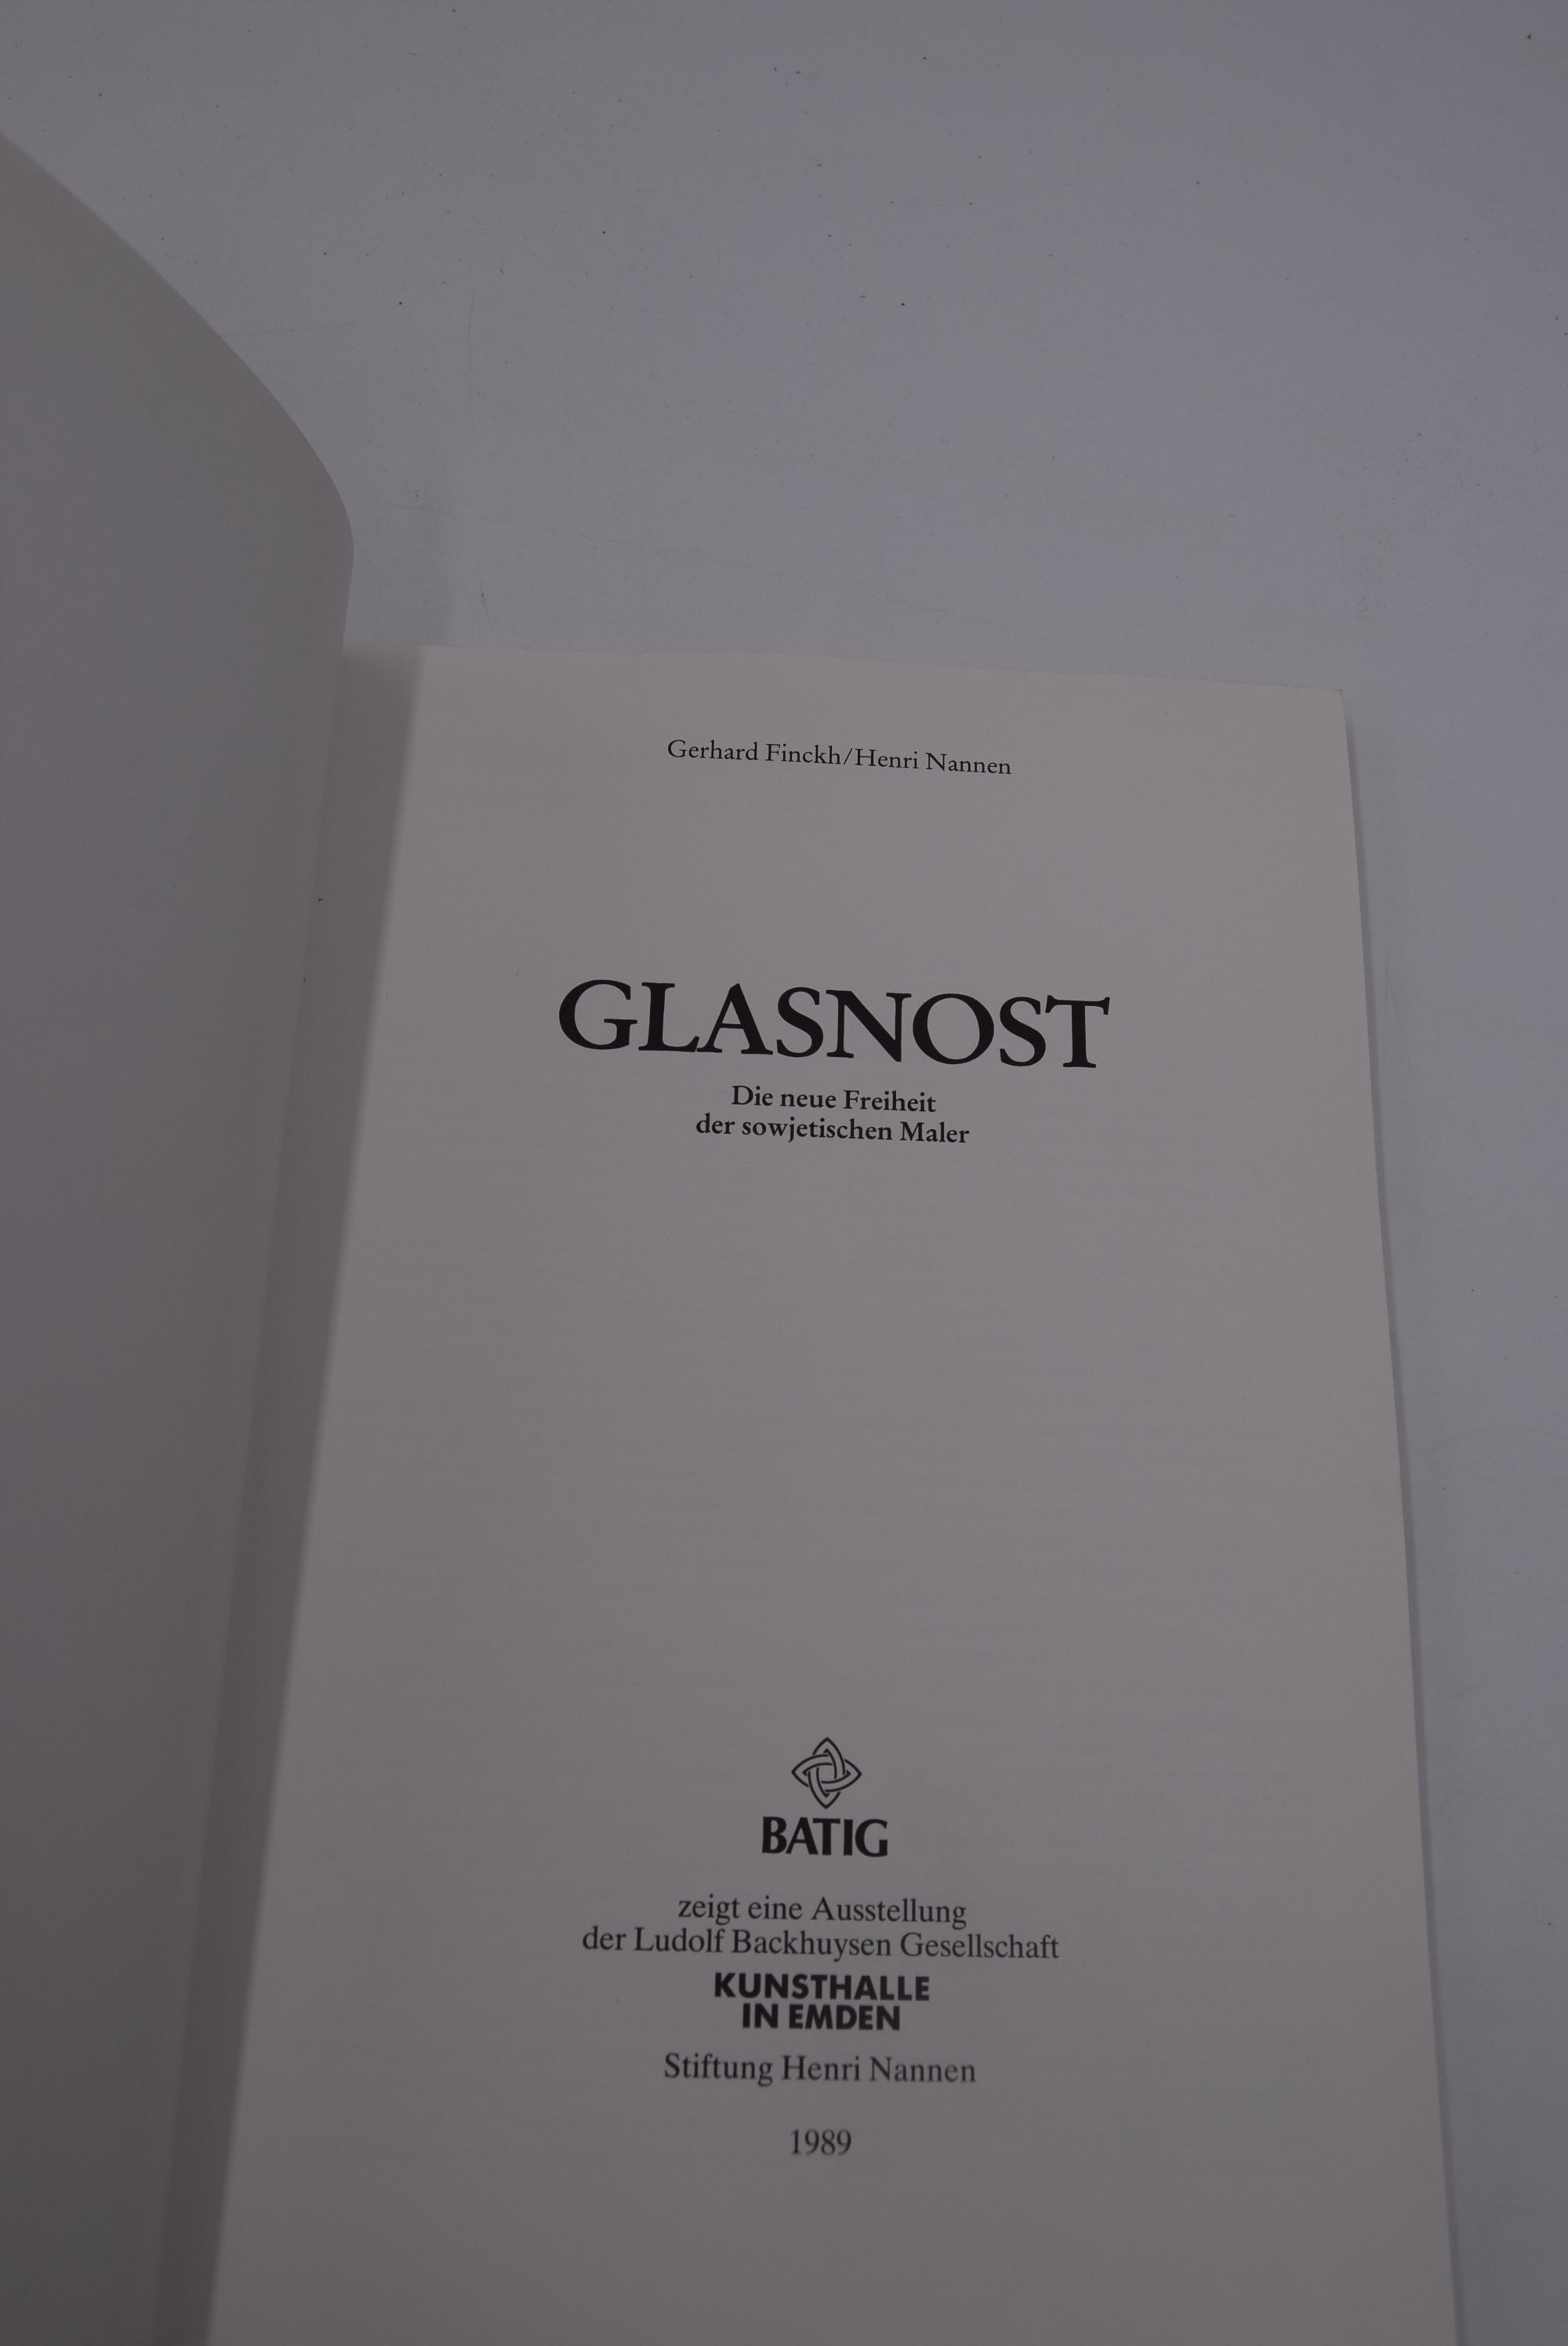 Gerhard Finckh/Henri Nannen
GLASNOST
Die neue Freiheit
der sowjetischen Maler
BATIG
zeigt eine Ausstellung
der Ludolf Backhuysen Gesellschaft
KUNSTHALLE
IN EMDEN
Stiftung Henri Nannen
1989